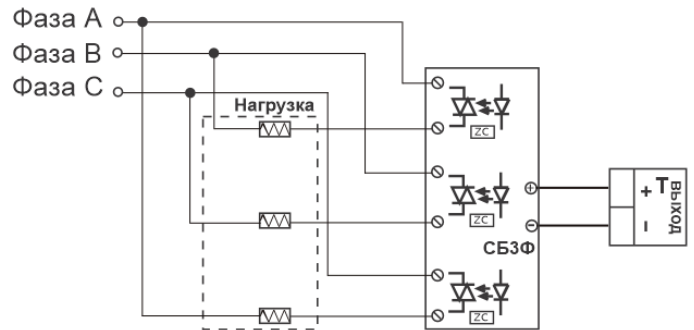 Фаза А
Фаза В
Фаза С
Нагрузка
ZC
ZC
ZC
СБ3Ф
+
−
+
−
Т
ВЫХОД